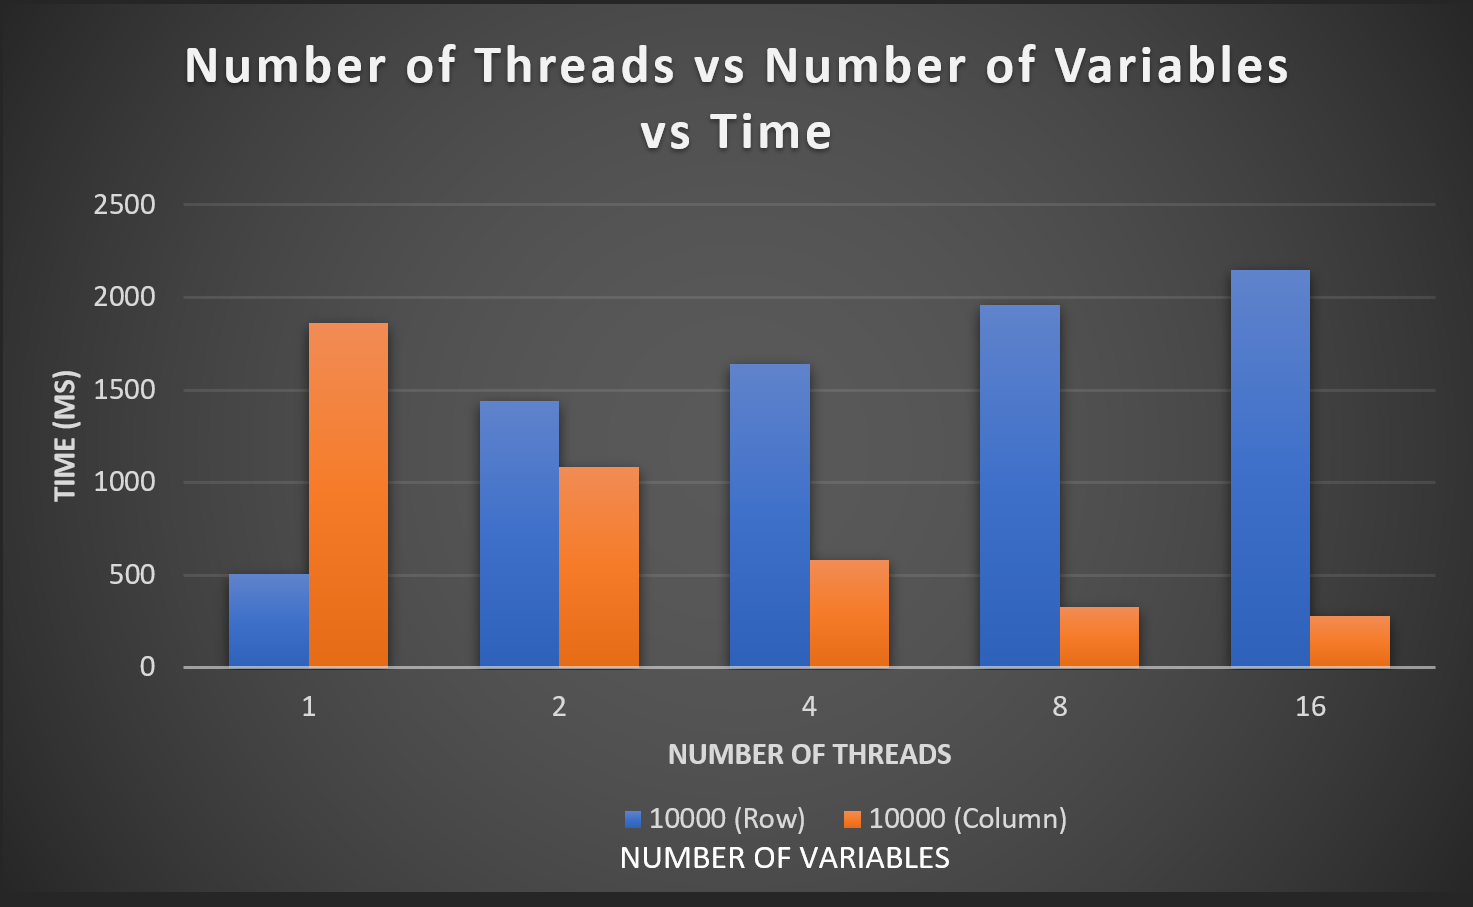 Number of Threads vs Number of Variables
vs Time
2500
2000
1500
1000
500
0
TIME (MS)
1 2 4 8 16
NUMBER OF THREADS
10000 (Row) 10000 (Column)
NUMBER OF VARIABLES